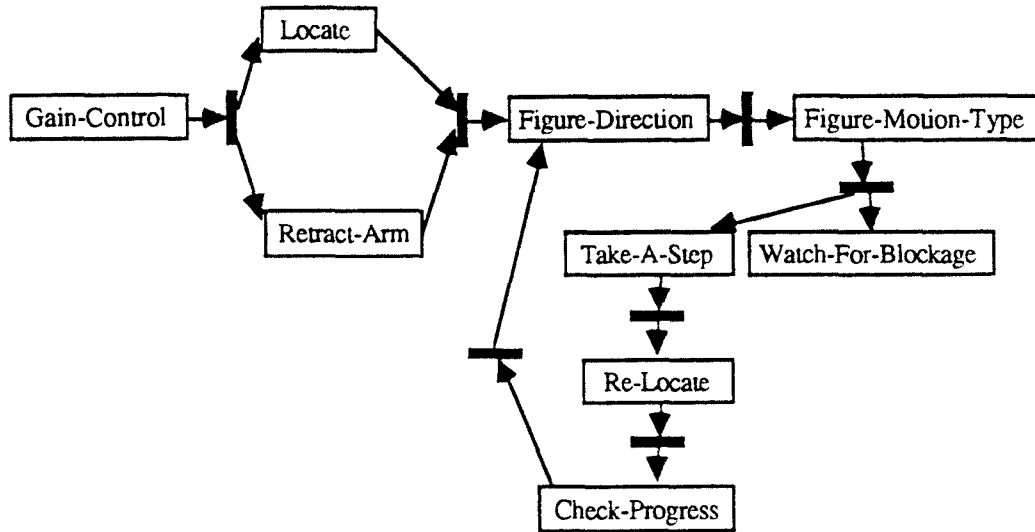 Locate
Gain-Control
Figure-Direction
Figure-Motion-Type
Retract-Arm
Take-A-Step
Watch-For-Blockage
Re-Locate
Check-Progress